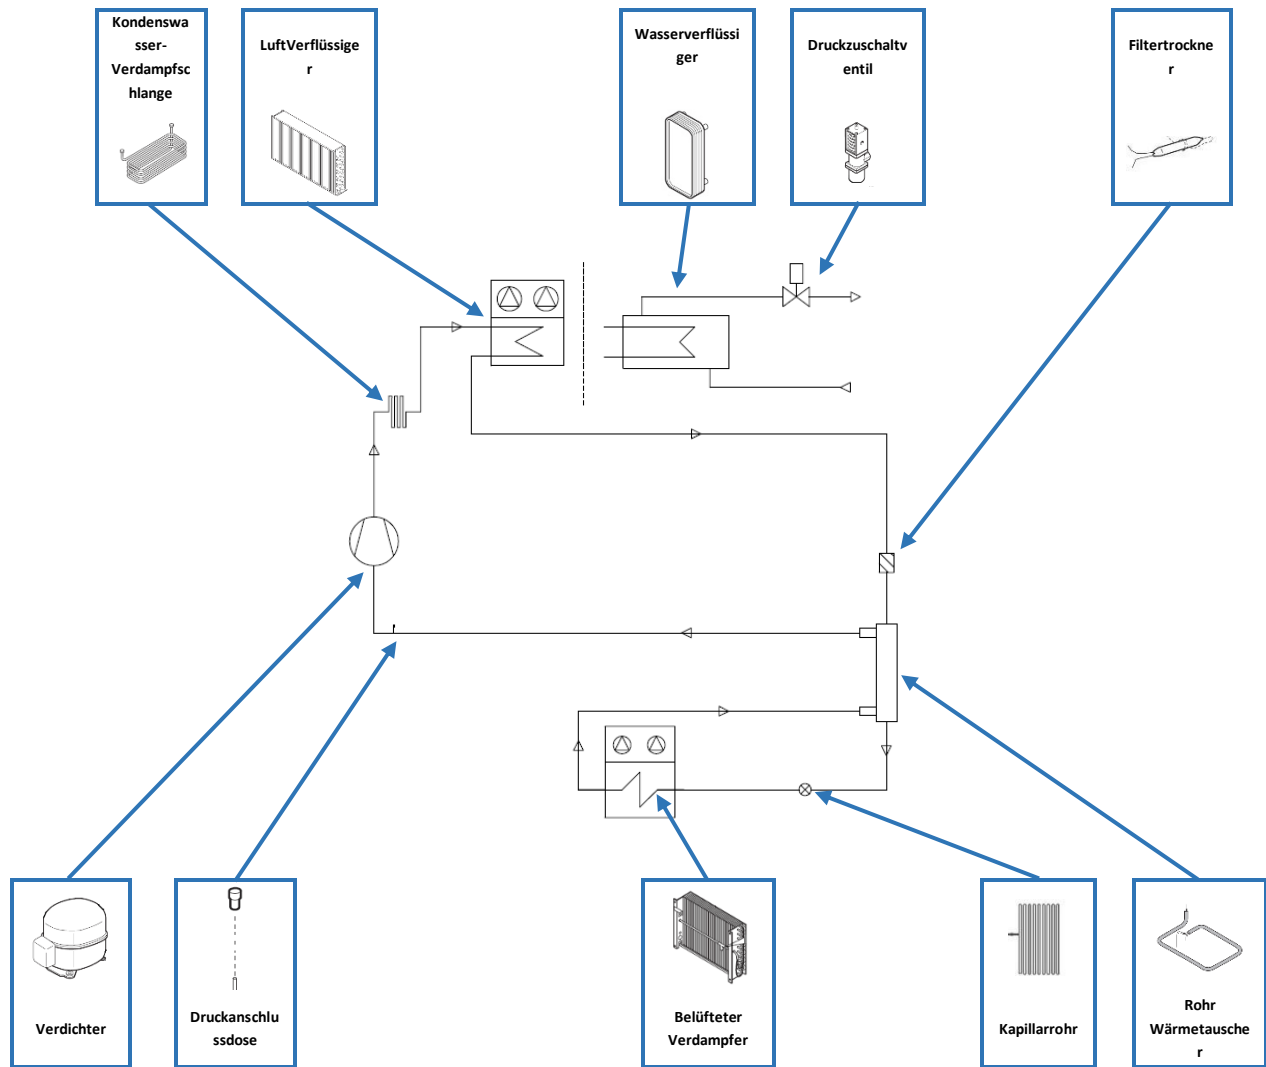 Kondenswa
sser-
Verdampfsc
hlange
LuftVerflüssige
r
Wasserverflüssi
ger
Druckzuschaltv
entil
Filtertrockne
r
Verdichter
Druckanschlu
ssdose
Belüfteter
Verdampfer
Kapillarrohr
Rohr
Wärmetausche
r